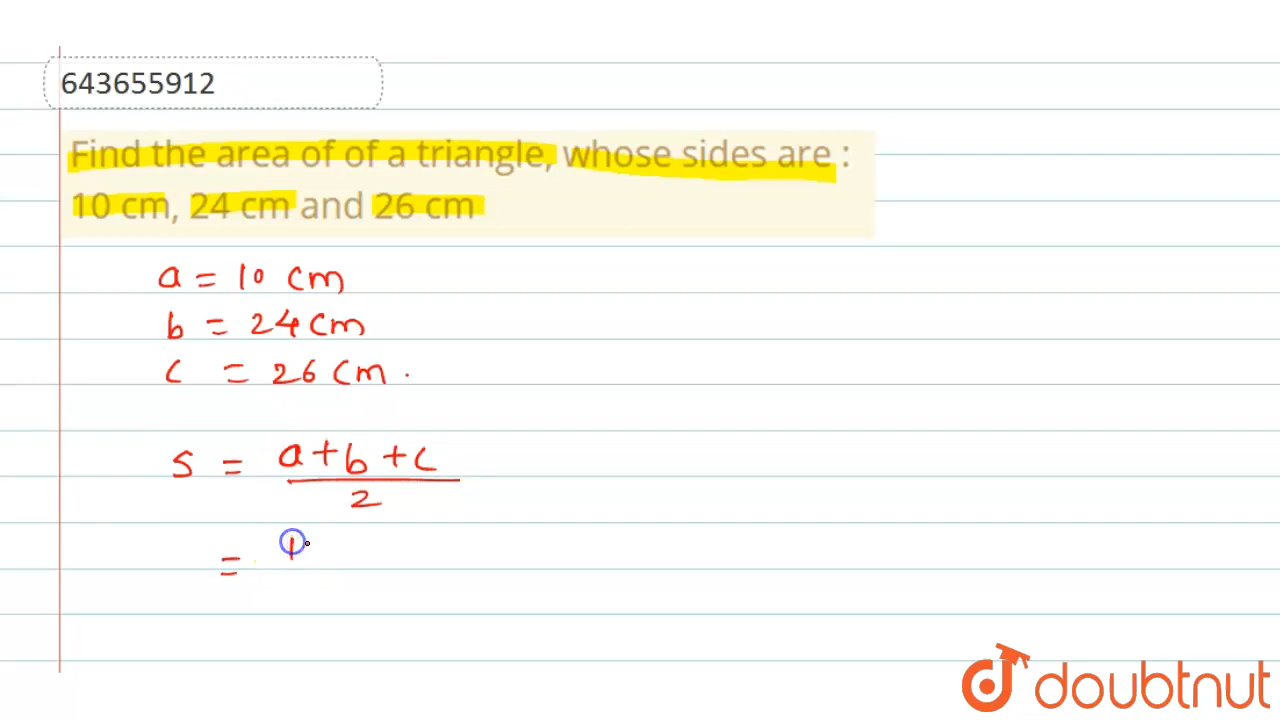 643655912
Find the area of of a triangle, whose sides are :
10 cm, 24 cm and 26 cm
a = 10 cm
b = 24 cm
c = 26 cm .
s = a+b+c
2
= 1
doubtnut